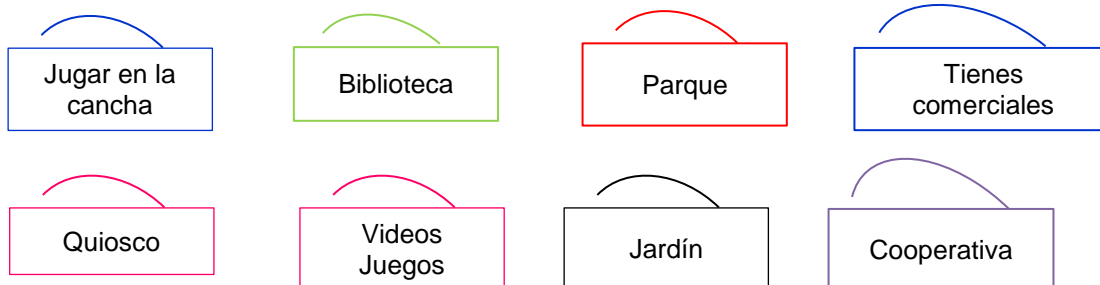 Jugar en la
cancha
Biblioteca
Parque
Tienes
comerciales
Quiosco
Videos
Juegos
Jardín
Cooperativa